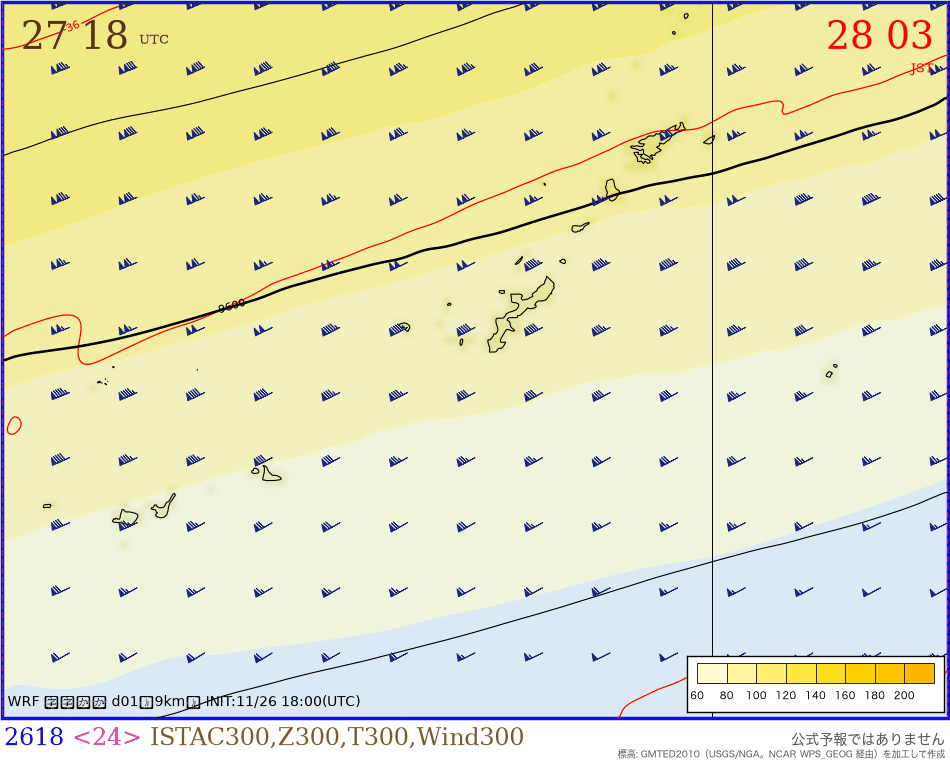 27 18 UTC
28 03
JST
-36
9600
60 80 100 120 140 160 180 200
WRF d01 9km INIT:11/26 18:00(UTC)
2618 <24> ISTAC300,Z300,T300,Wind300
公式予報ではありません
標高: GMTED2010（USGS/NGA。NCAR WPS_GEOG 経由）を加工して作成